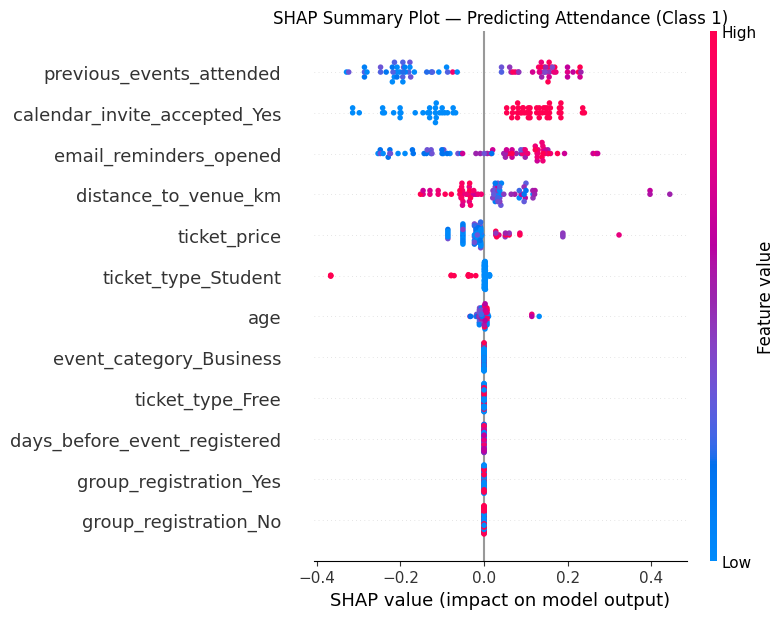 SHAP Summary Plot — Predicting Attendance (Class 1)
High
previous_events_attended
calendar_invite_accepted_Yes
email_reminders_opened
distance_to_venue_km
ticket_price
ticket_type_Student
age
event_category_Business
ticket_type_Free
days_before_event_registered
group_registration_Yes
group_registration_No
Feature value
Low
−0.4 −0.2 0.0 0.2 0.4
SHAP value (impact on model output)